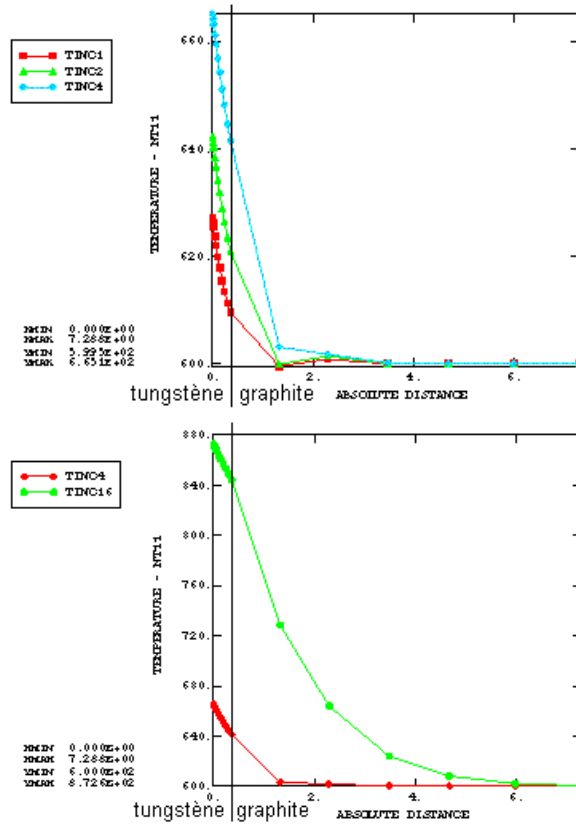 TINC1
TINC2
TINC4
TEMPERATURE - NT11
660.
640.
620.
600.
XMIN 0.000E+00
XMAX 7.288E+00
YMIN 5.995E+02
YMAX 6.651E+02
0. 2. 4. 6.
tungstène graphite ABSOLUTE DISTANCE
TINC4
TINC16
TEMPERATURE - NT11
880.
840.
800.
760.
720.
680.
640.
600.
XMIN 0.000E+00
XMAX 7.288E+00
YMIN 6.000E+02
YMAX 8.726E+02
0. 2. 4. 6.
tungstène graphite ABSOLUTE DISTANCE